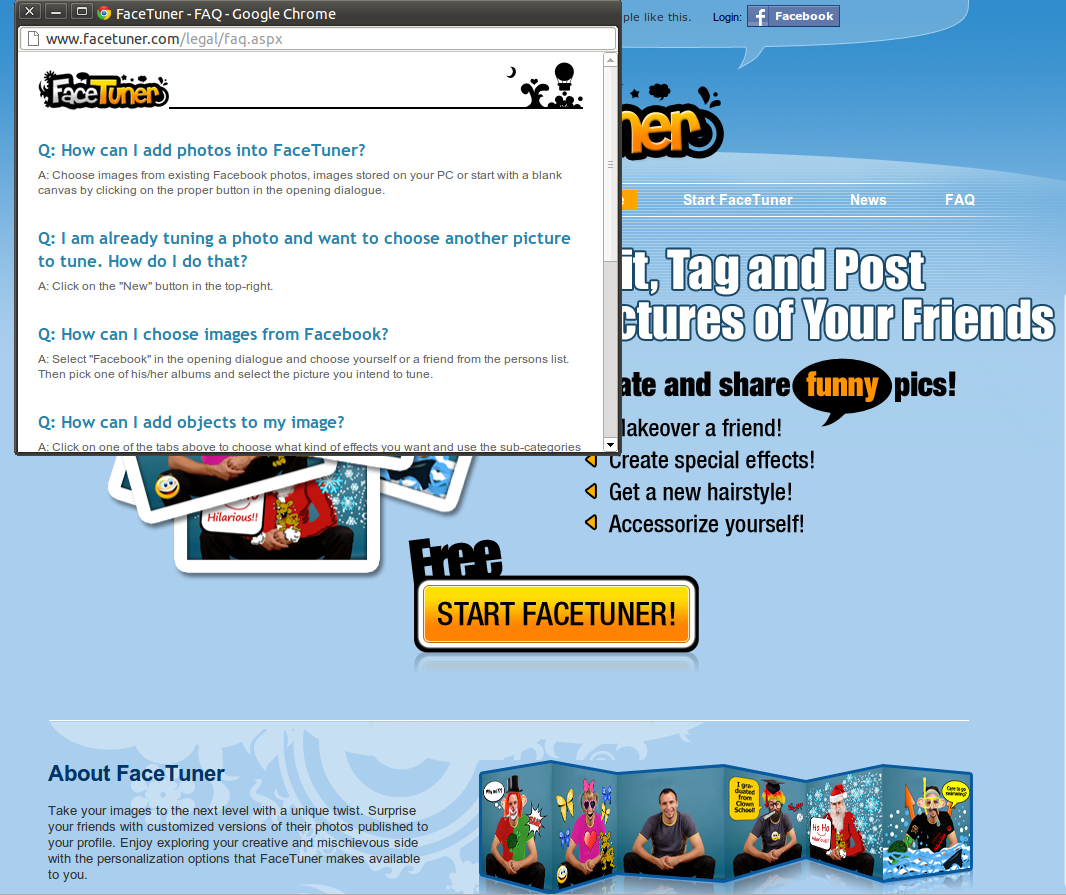 FaceTuner - FAQ - Google Chrome
www.facetuner.com/legal/faq.aspx
FaceTuner
Q: How can I add photos into FaceTuner?
A: Choose images from existing Facebook photos, images stored on your PC or start with a blank
canvas by clicking on the proper button in the opening dialogue.
Q: I am already tuning a photo and want to choose another picture
to tune. How do I do that?
A: Click on the "New" button in the top-right.
Q: How can I choose images from Facebook?
A: Select "Facebook" in the opening dialogue and choose yourself or a friend from the persons list.
Then pick one of his/her albums and select the picture you intend to tune.
Q: How can I add objects to my image?
A: Click on one of the tabs above to choose what kind of effects you want and use the sub-categories
ple like this. Login: Facebook
uner
e Start FaceTuner News FAQ
it, Tag and Post
ctures of Your Friends
ate and share funny pics!
Makeover a friend!
Create special effects!
Get a new hairstyle!
Accessorize yourself!
Hilarious!!
Free
START FACETUNER!
About FaceTuner
Take your images to the next level with a unique twist. Surprise
your friends with customized versions of their photos published to
your profile. Enjoy exploring your creative and mischievous side
with the personalization options that FaceTuner makes available
to you.
I gra-
duated
from
Clown
School!
Ho Ho
Care to go
swimming?